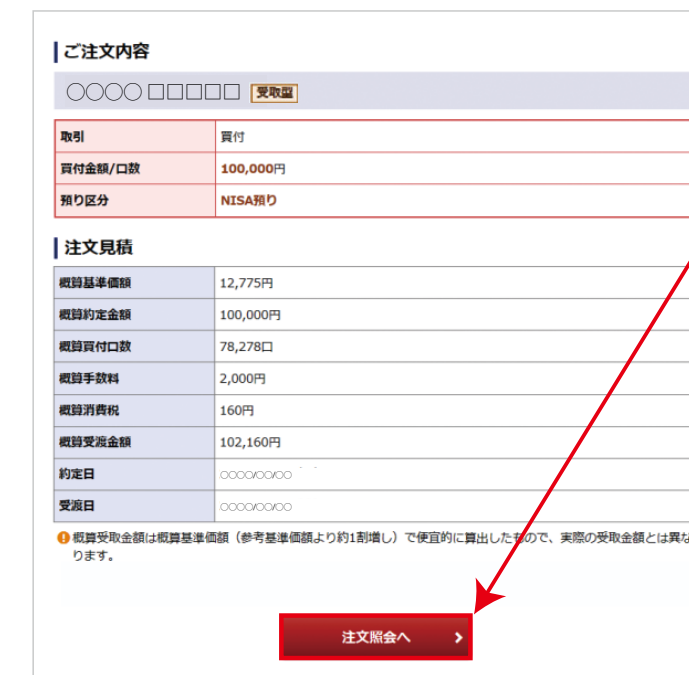 ご注文内容
○○○○ □□□□□ 受取型
取引 買付
買付金額/口数 100,000円
預り区分 NISA預り
注文見積
概算基準価額 12,775円
概算約定金額 100,000円
概算買付口数 78,278口
概算手数料 2,000円
概算消費税 160円
概算受渡金額 102,160円
約定日 ○○○○/○○/○○
受渡日 ○○○○/○○/○○
概算受取金額は概算基準価額（参考基準価額より約1割増し）で便宜的に算出したもので、実際の受取金額とは異な
ります。
注文照会へ